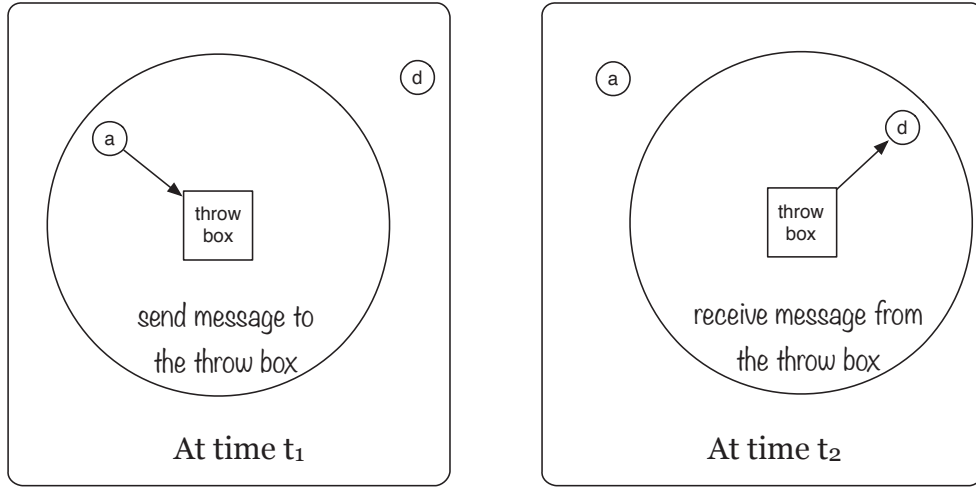 d
a
throw
box
send message to
the throw box
At time t₁
a
d
throw
box
receive message from
the throw box
At time t₂